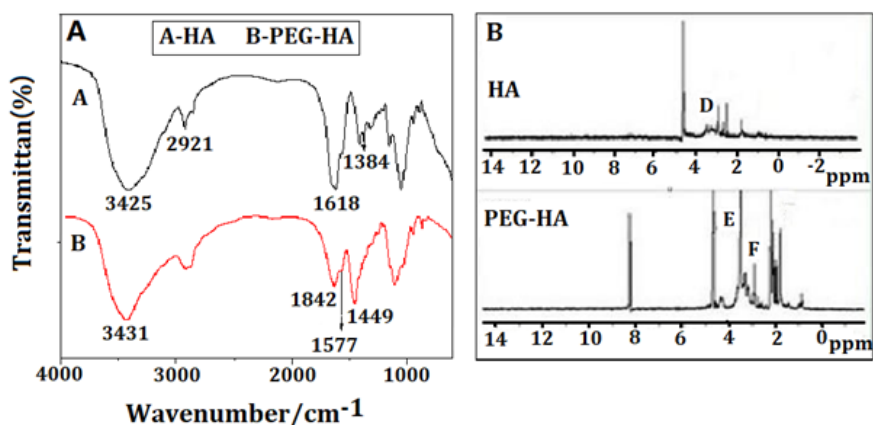 A
A-HA B-PEG-HA
A
2921
3425
1618
1384
B
3431
1842
1577
1449
Transmittan(%)
4000 3000 2000 1000
Wavenumber/cm-1
B
HA
D
14 12 10 8 6 4 2 0 -2 ppm
PEG-HA
E
F
14 12 10 8 6 4 2 0 ppm